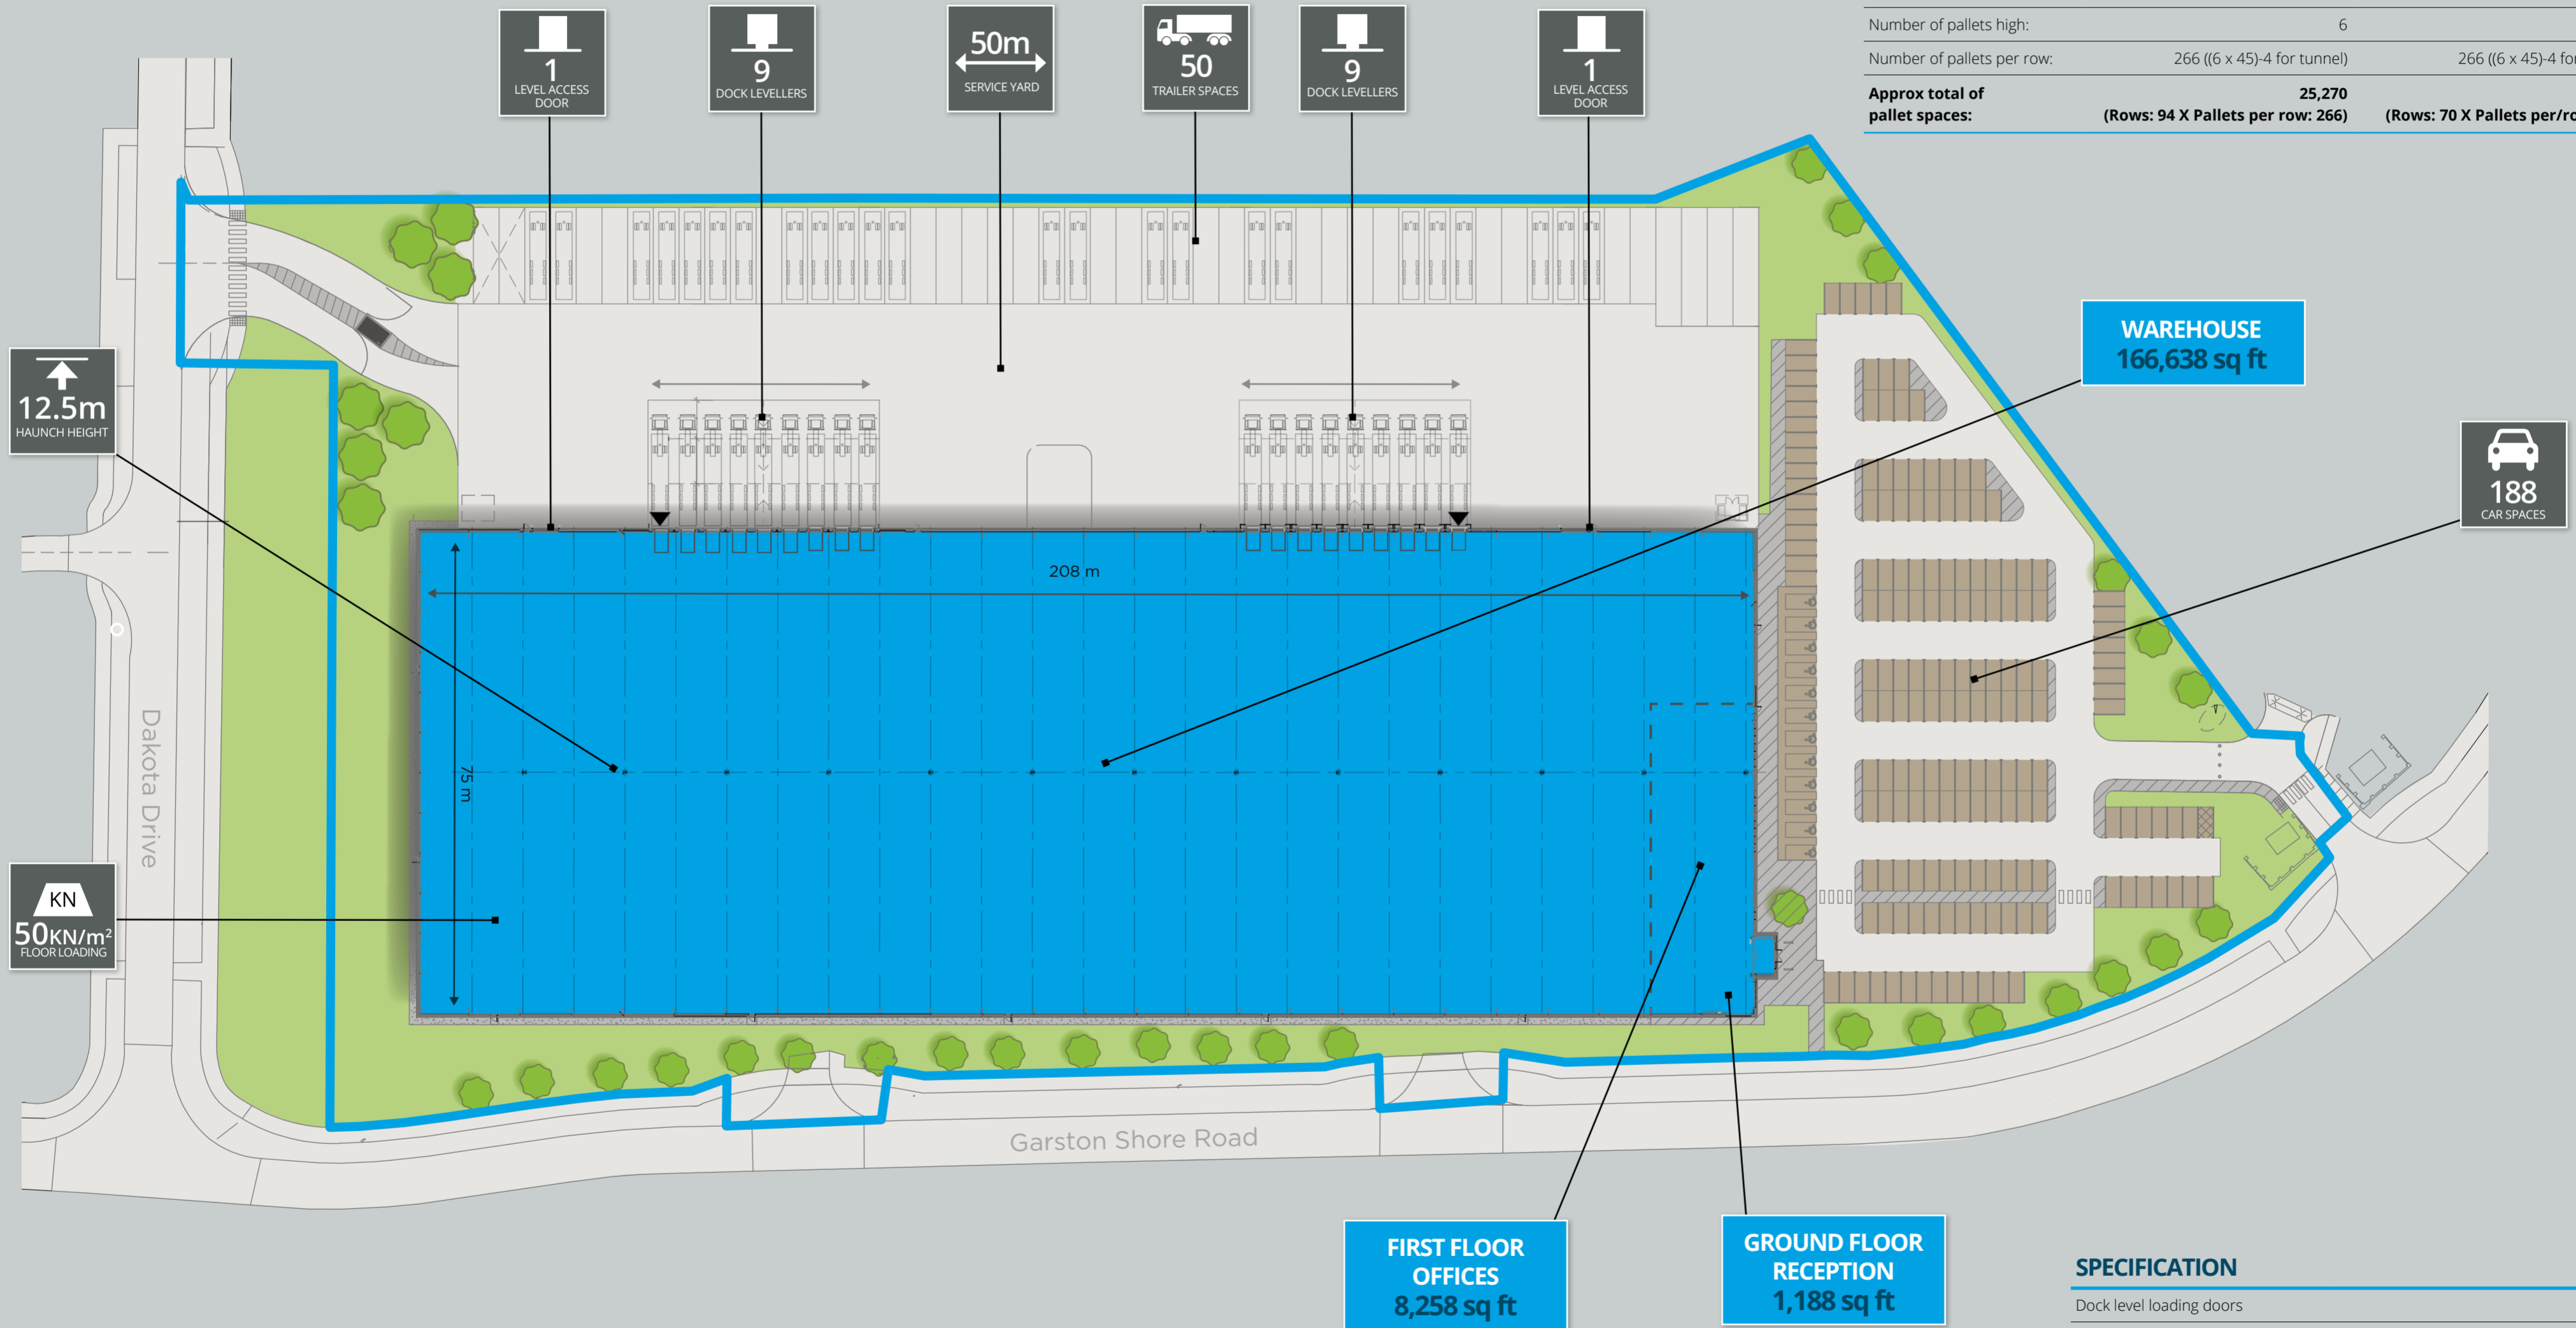 1
LEVEL ACCESS
DOOR
9
DOCK LEVELLERS
50m
SERVICE YARD
50
TRAILER SPACES
9
DOCK LEVELLERS
1
LEVEL ACCESS
DOOR
Number of pallets high: 6
Number of pallets per row: 266 ((6 x 45)-4 for tunnel) 266 ((6 x 45)-4 for
Approx total of 25,270
pallet spaces: (Rows: 94 X Pallets per row: 266) (Rows: 70 X Pallets per/ro
12.5m
HAUNCH HEIGHT
WAREHOUSE
166,638 sq ft
188
CAR SPACES
208 m
75 m
Dakota Drive
KN
50KN/m²
FLOOR LOADING
Garston Shore Road
FIRST FLOOR
OFFICES
8,258 sq ft
GROUND FLOOR
RECEPTION
1,188 sq ft
SPECIFICATION
Dock level loading doors